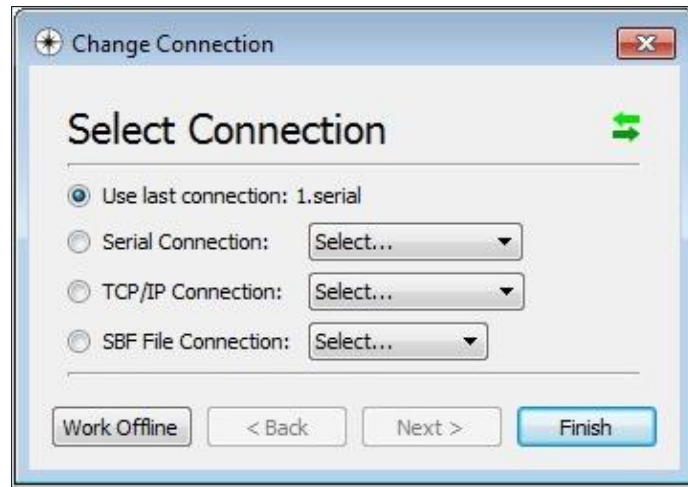 Change Connection
Select Connection
Use last connection: 1.serial
Serial Connection: Select...
TCP/IP Connection: Select...
SBF File Connection: Select...
Work Offline < Back Next > Finish